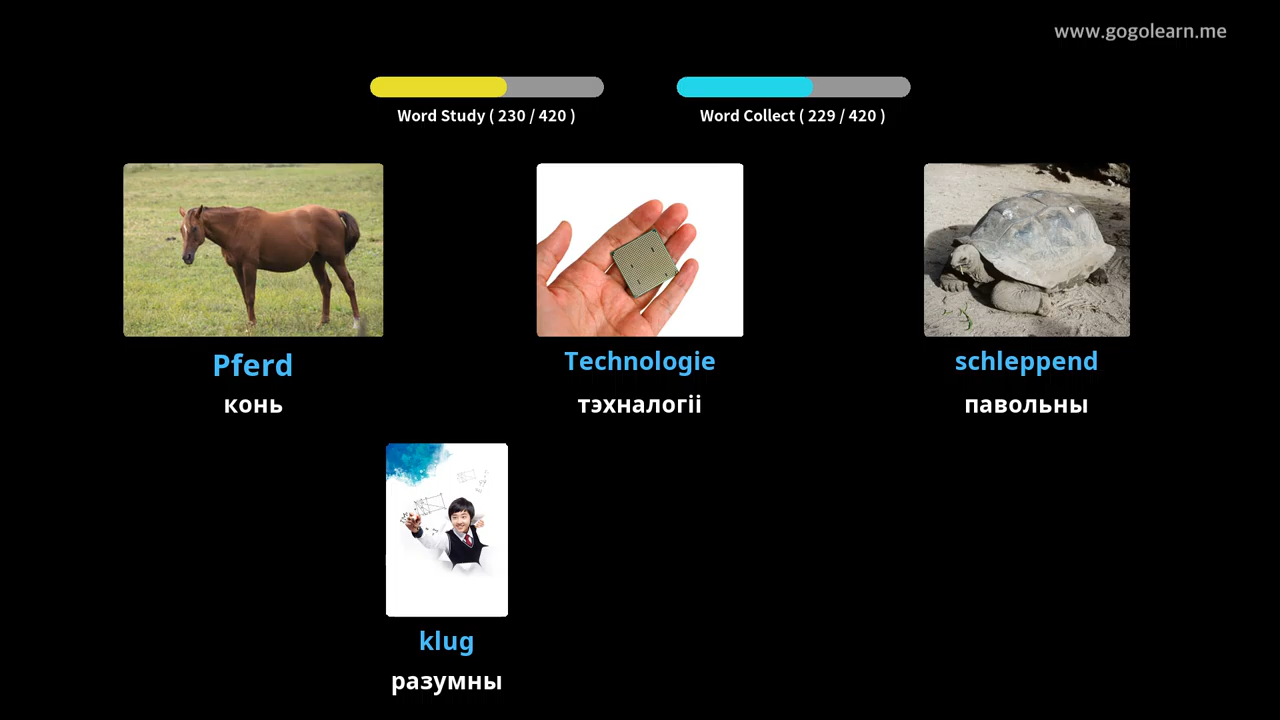 www.gogolearn.me
Word Study ( 230 / 420 )
Word Collect ( 229 / 420 )
Pferd
конь
Technologie
тэхналогіі
schleppend
павольны
klug
разумны